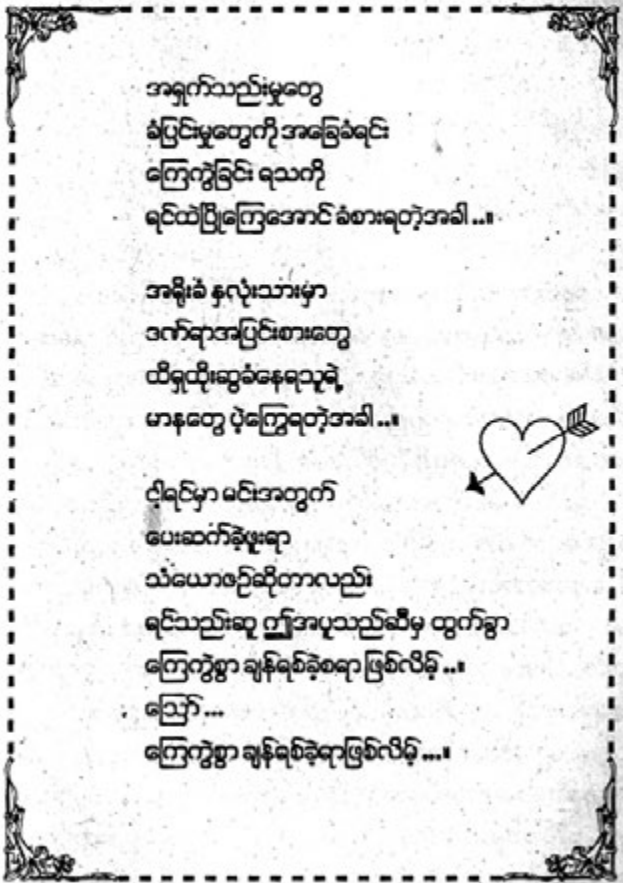 အရှက်သည်းမှုတွေ
ခံပြင်းမှုတွေကို အခြေခံရင်း
ကြေကွဲခြင်း ရသကို
ရင်ထဲပြိုကြေအောင် ခံစားရတဲ့အခါ ...။
အရိုးခံ နှလုံးသားမှာ
ဒဏ်ရာအပြင်းစားတွေ
ထိရှထိုးဆွခံနေရသူရဲ့
မာနတွေ ပဲ့ကြွေရတဲ့အခါ ...။
ငါ့ရင်မှာ မင်းအတွက်
ပေးဆက်ခဲ့ဖူးရာ
သံယောဇဉ်ဆိုတာလည်း
ရင်သည်းဆူ ဤအပူသည်ဆီမှ ထွက်ခွာ
ကြေကွဲစွာ ချန်ရစ်ခဲ့စရာ ဖြစ်လိမ့် ...။
သြော် ...
ကြေကွဲစွာ ချန်ရစ်ခဲ့ရာဖြစ်လိမ့် ....။